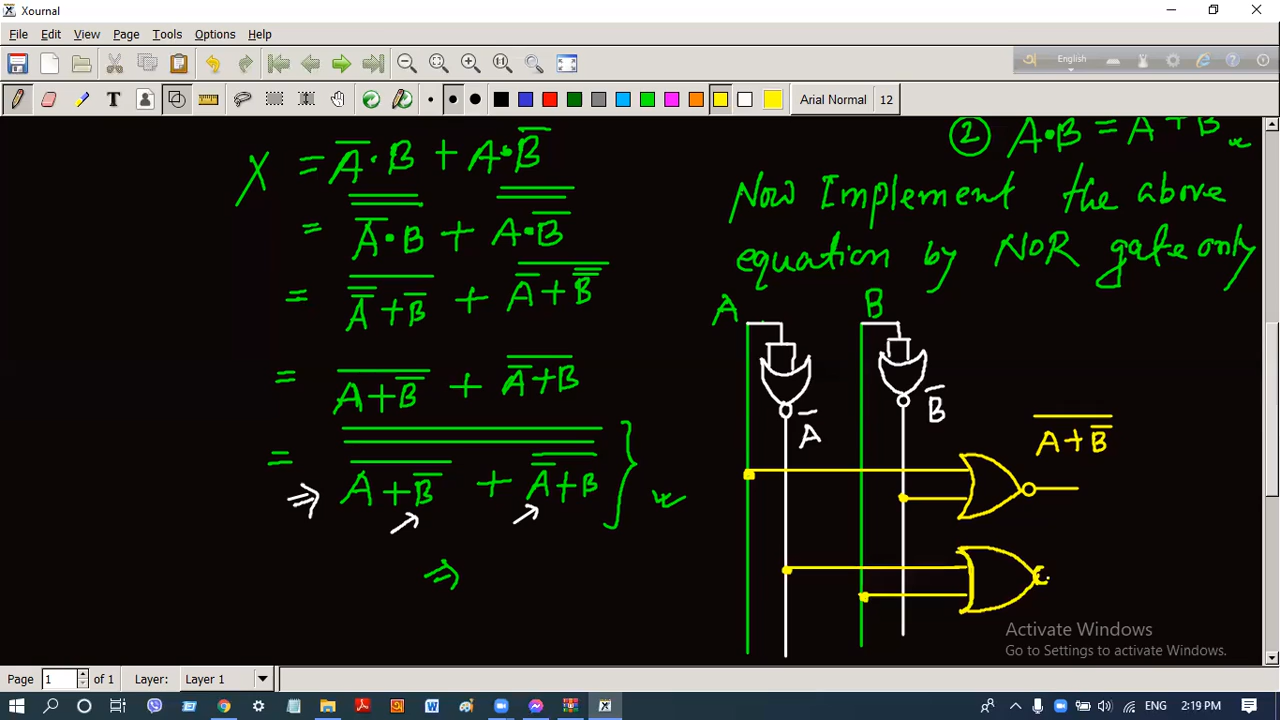 Xournal
File Edit View Page Tools Options Help
English
Arial Normal 12
X = A̅·B + A·B̅
= A̿̅·̿B̿ + A̿·̿B̿̅
= A̿̅+̅B̿ + A̿+̅B̿̅
= A̅+̅B̿ + A̿+̅B̅
= A̅+̅B̿ + A̿+̅B̅
⇒
⇒
② A·B = A + B
Now Implement the above
equation by NOR gate only
A B
A̅ B̅
A̅+̅B̿
Activate Windows
Go to Settings to activate Windows.
Page 1 of 1 Layer: Layer 1
ENG 2:19 PM